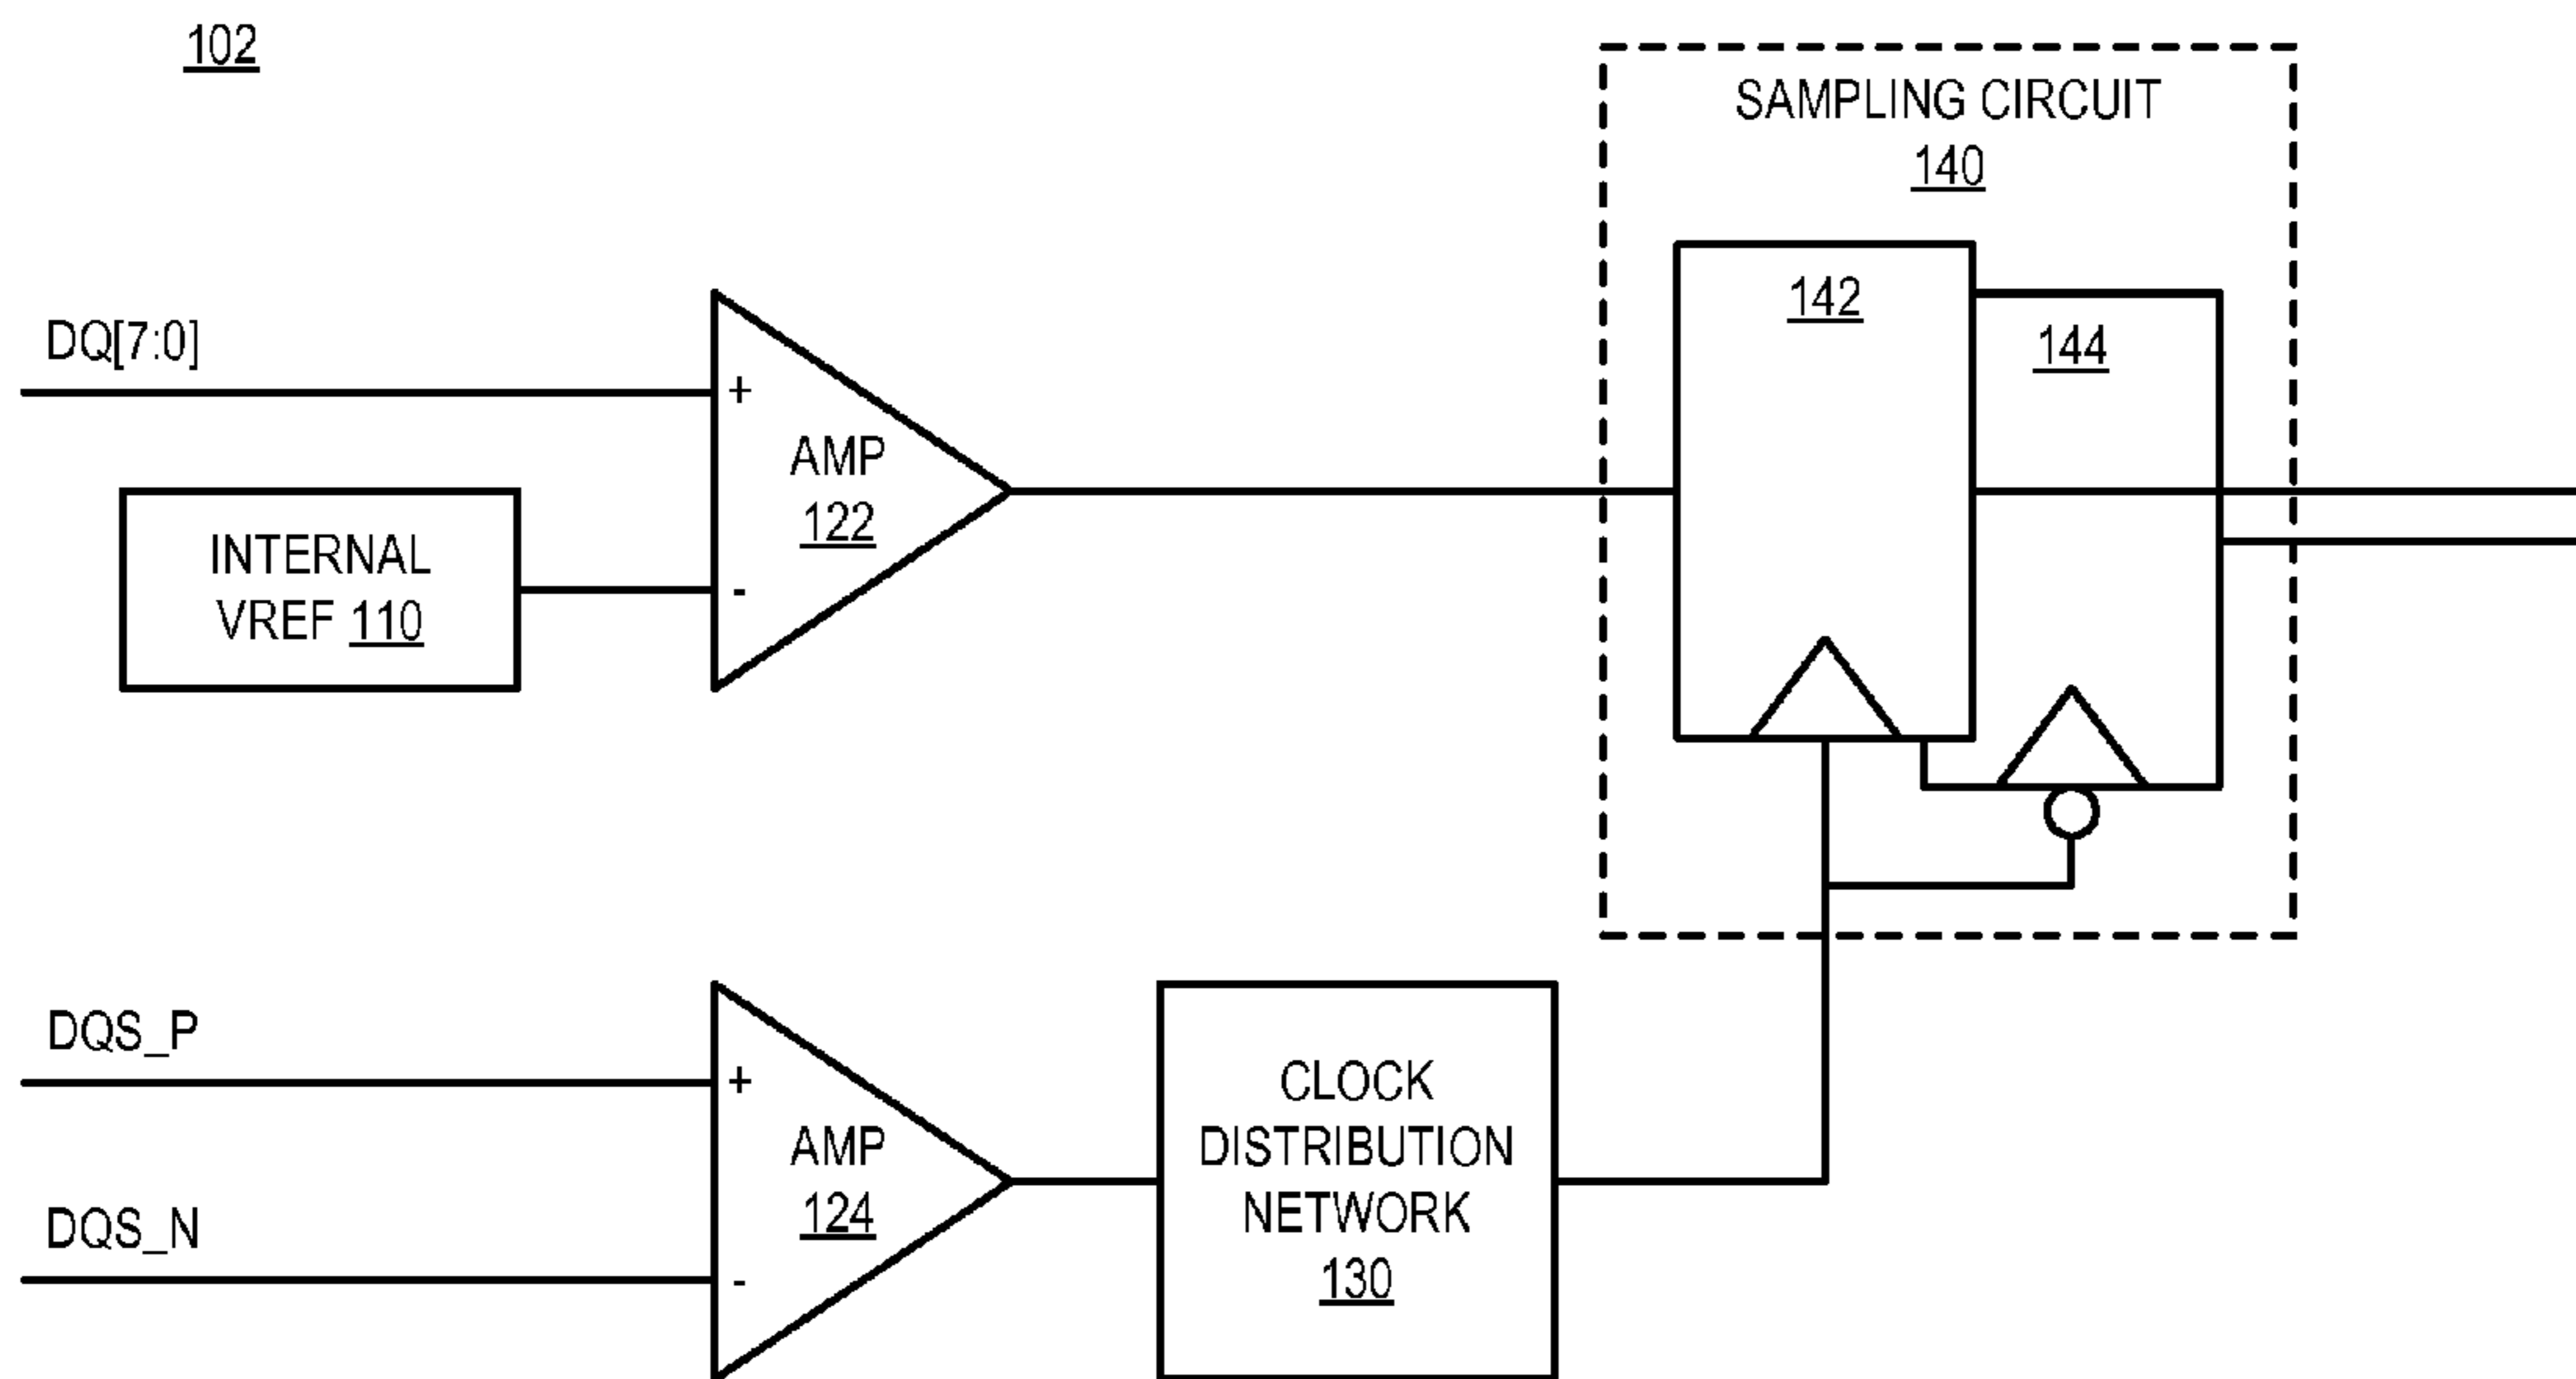 102
SAMPLING CIRCUIT
140
142
144
DQ[7:0]
+
AMP
122
-
INTERNAL
VREF 110
DQS_P
+
AMP
124
-
DQS_N
CLOCK
DISTRIBUTION
NETWORK
130